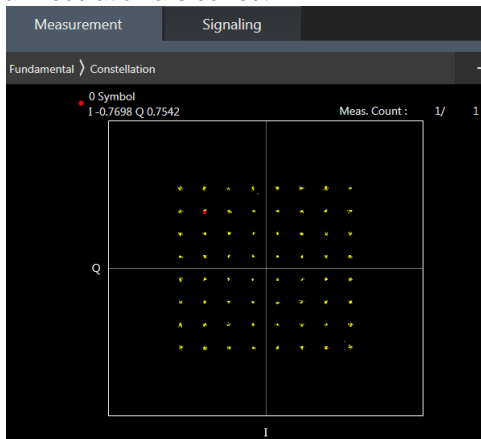 Measurement Signaling
Fundamental 〉 Constellation
0 Symbol
I -0.7698 Q 0.7542 Meas. Count : 1/ 1
Q
I